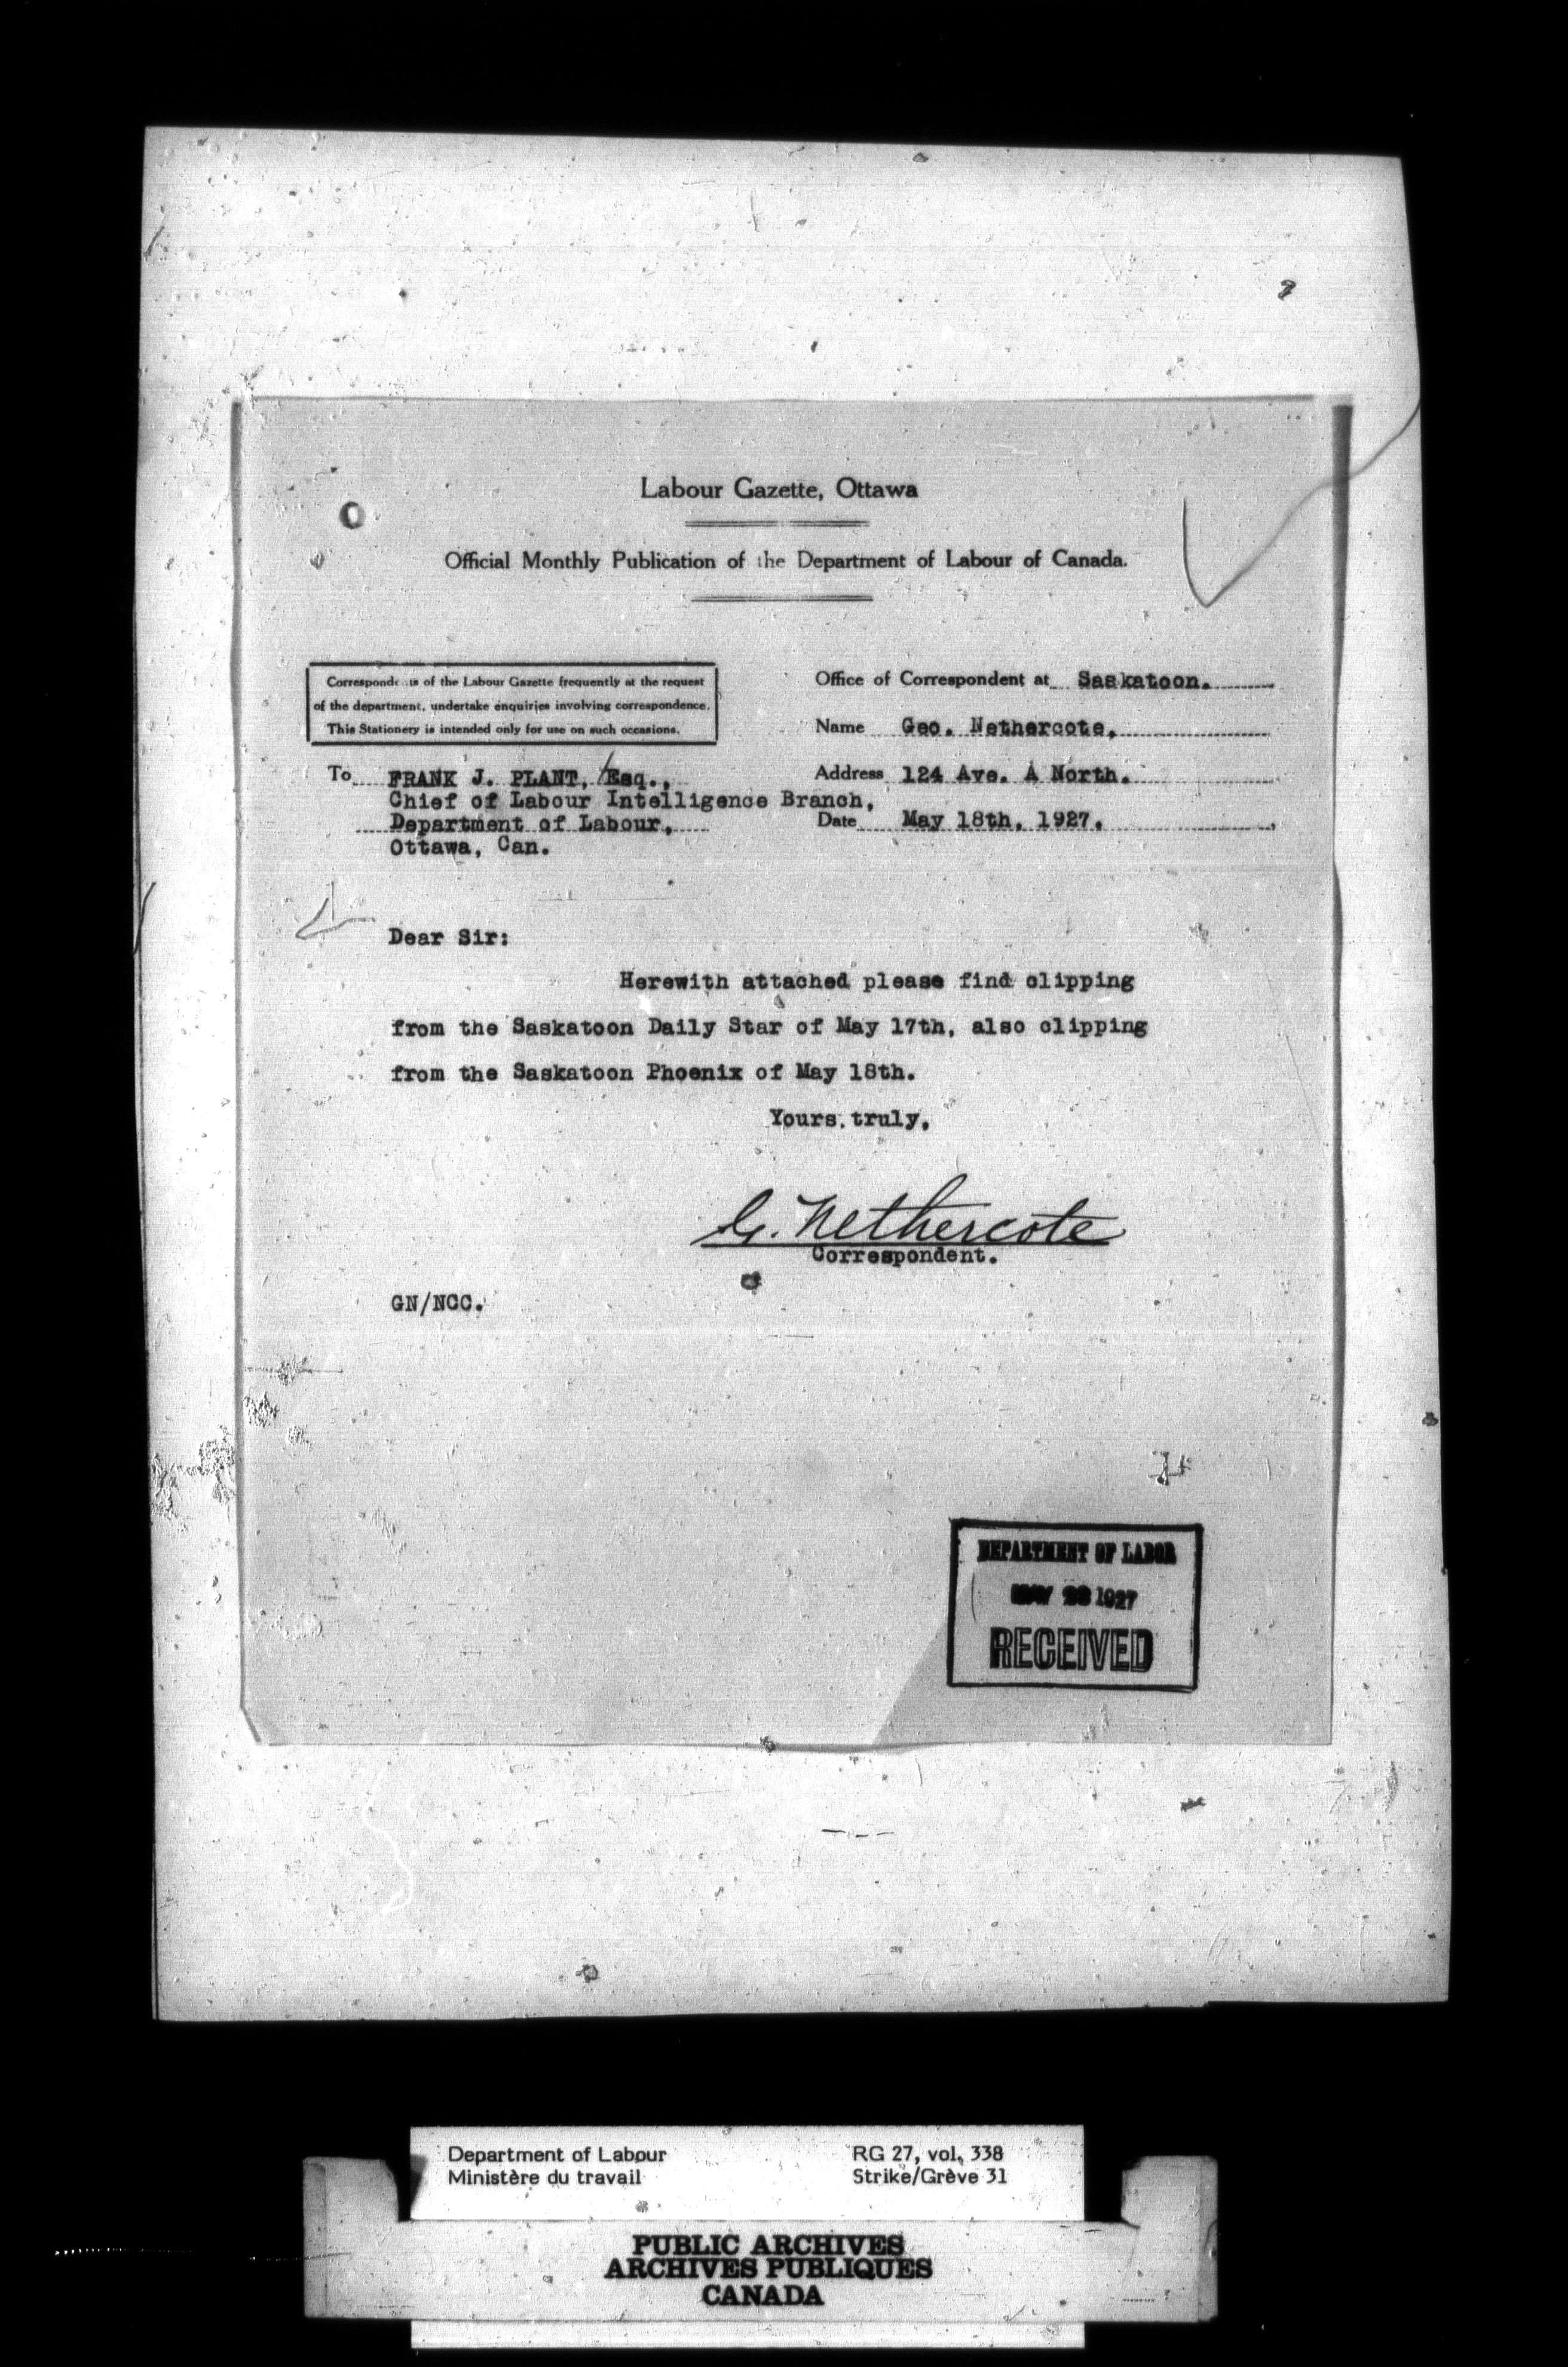 Labour Gazette, Ottawa
Official Monthly Publication of the Department of Labour of Canada.
Correspondents of the Labour Gazette frequently at the request
of the department, undertake enquiries involving correspondence.
This Stationery is intended only for use on such occasions.
Office of Correspondent at Saskatoon.
Name Geo. Nethercote.
To FRANK J. PLANT, Esq.,
Chief of Labour Intelligence Branch,
Department of Labour,
Ottawa, Can.
Address 124 Ave. A North.
Date May 18th, 1927.
Dear Sir:
Herewith attached please find clipping
from the Saskatoon Daily Star of May 17th, also clipping
from the Saskatoon Phoenix of May 18th.
Yours truly,
G. Nethercote
Correspondent.
GN/NCC.
DEPARTMENT OF LABOR
MAY 1927
RECEIVED
Department of Labour
Ministère du travail
RG 27, vol. 338
Strike/Grève 31
PUBLIC ARCHIVES
ARCHIVES PUBLIQUES
CANADA